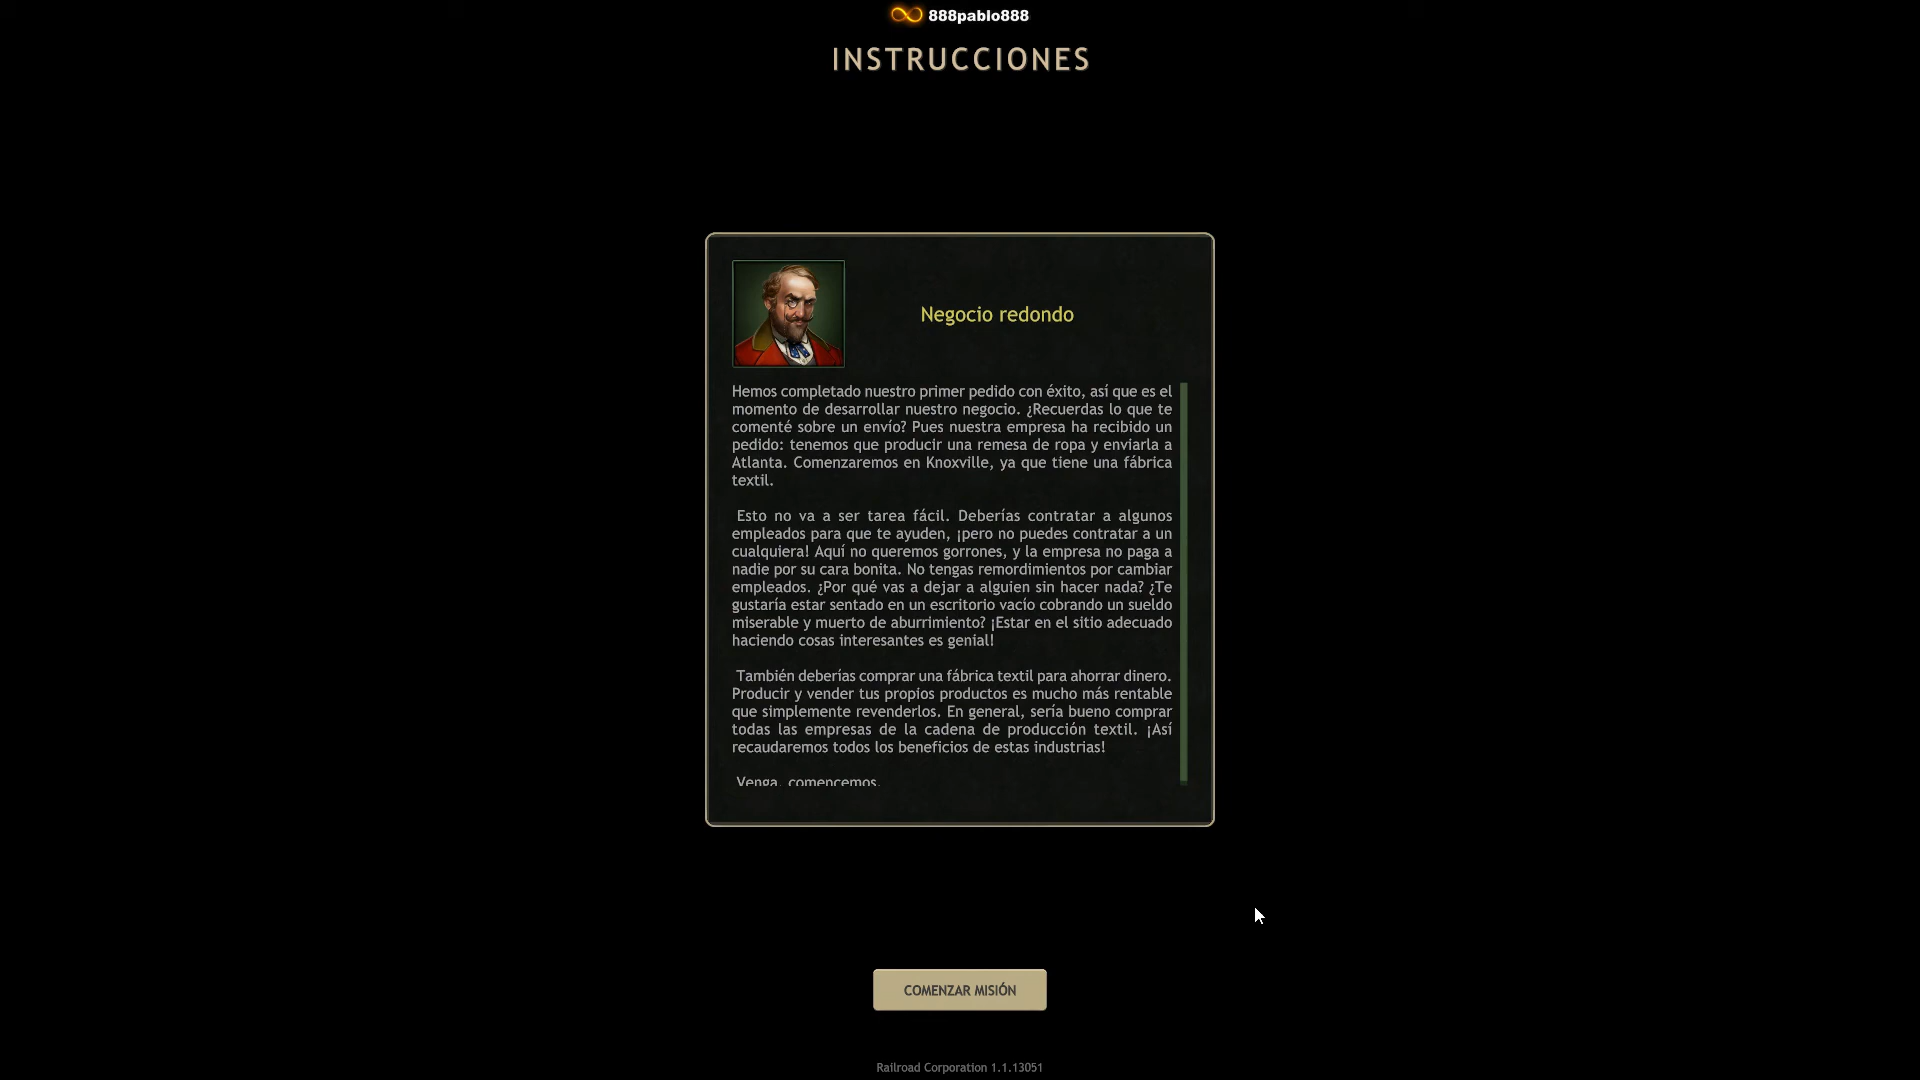 888pablo888
INSTRUCCIONES
Negocio redondo
Hemos completado nuestro primer pedido con éxito, así que es el
momento de desarrollar nuestro negocio. ¿Recuerdas lo que te
comenté sobre un envío? Pues nuestra empresa ha recibido un
pedido: tenemos que producir una remesa de ropa y enviarla a
Atlanta. Comenzaremos en Knoxville, ya que tiene una fábrica
textil.
Esto no va a ser tarea fácil. Deberías contratar a algunos
empleados para que te ayuden, ¡pero no puedes contratar a un
cualquiera! Aquí no queremos gorrones, y la empresa no paga a
nadie por su cara bonita. No tengas remordimientos por cambiar
empleados. ¿Por qué vas a dejar a alguien sin hacer nada? ¿Te
gustaría estar sentado en un escritorio vacío cobrando un sueldo
miserable y muerto de aburrimiento? ¡Estar en el sitio adecuado
haciendo cosas interesantes es genial!
También deberías comprar una fábrica textil para ahorrar dinero.
Producir y vender tus propios productos es mucho más rentable
que simplemente revenderlos. En general, sería bueno comprar
todas las empresas de la cadena de producción textil. ¡Así
recaudaremos todos los beneficios de estas industrias!
Venga, comencemos.
COMENZAR MISIÓN
Railroad Corporation 1.1.13051